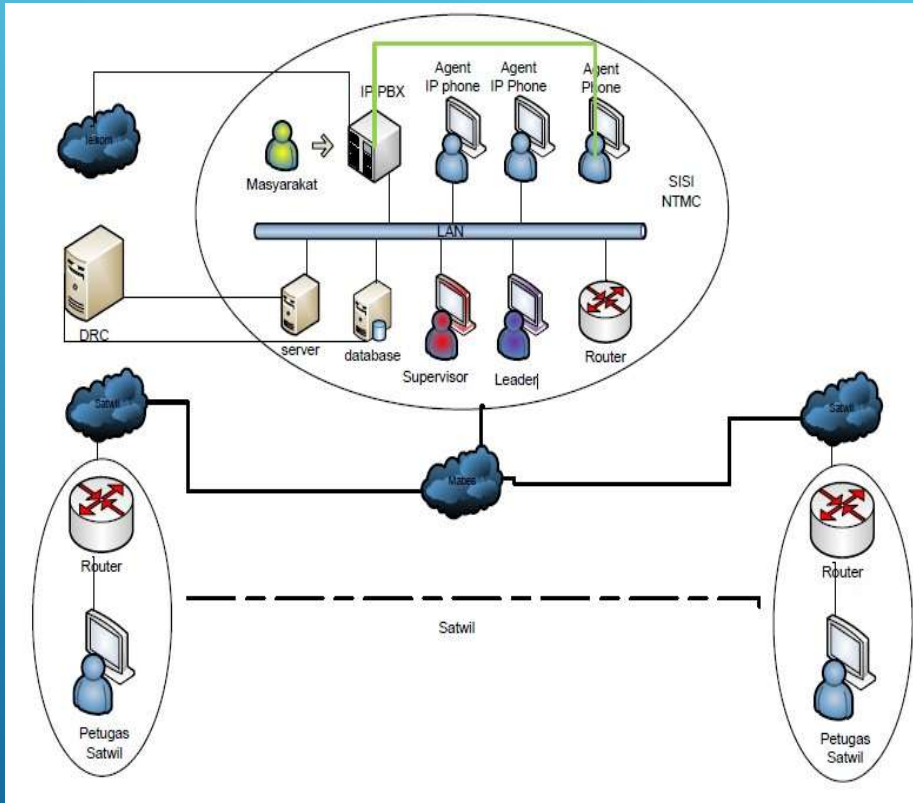 Agent
IP phone
Agent
IP Phone
Agent
Phone
IP PBX
telkom
Masyarakat
SISI
NTMC
LAN
DRC
server
database
Supervisor
Leader
Router
Satwil
Satwil
Mabes
Router
Router
Satwil
Petugas
Satwil
Petugas
Satwil